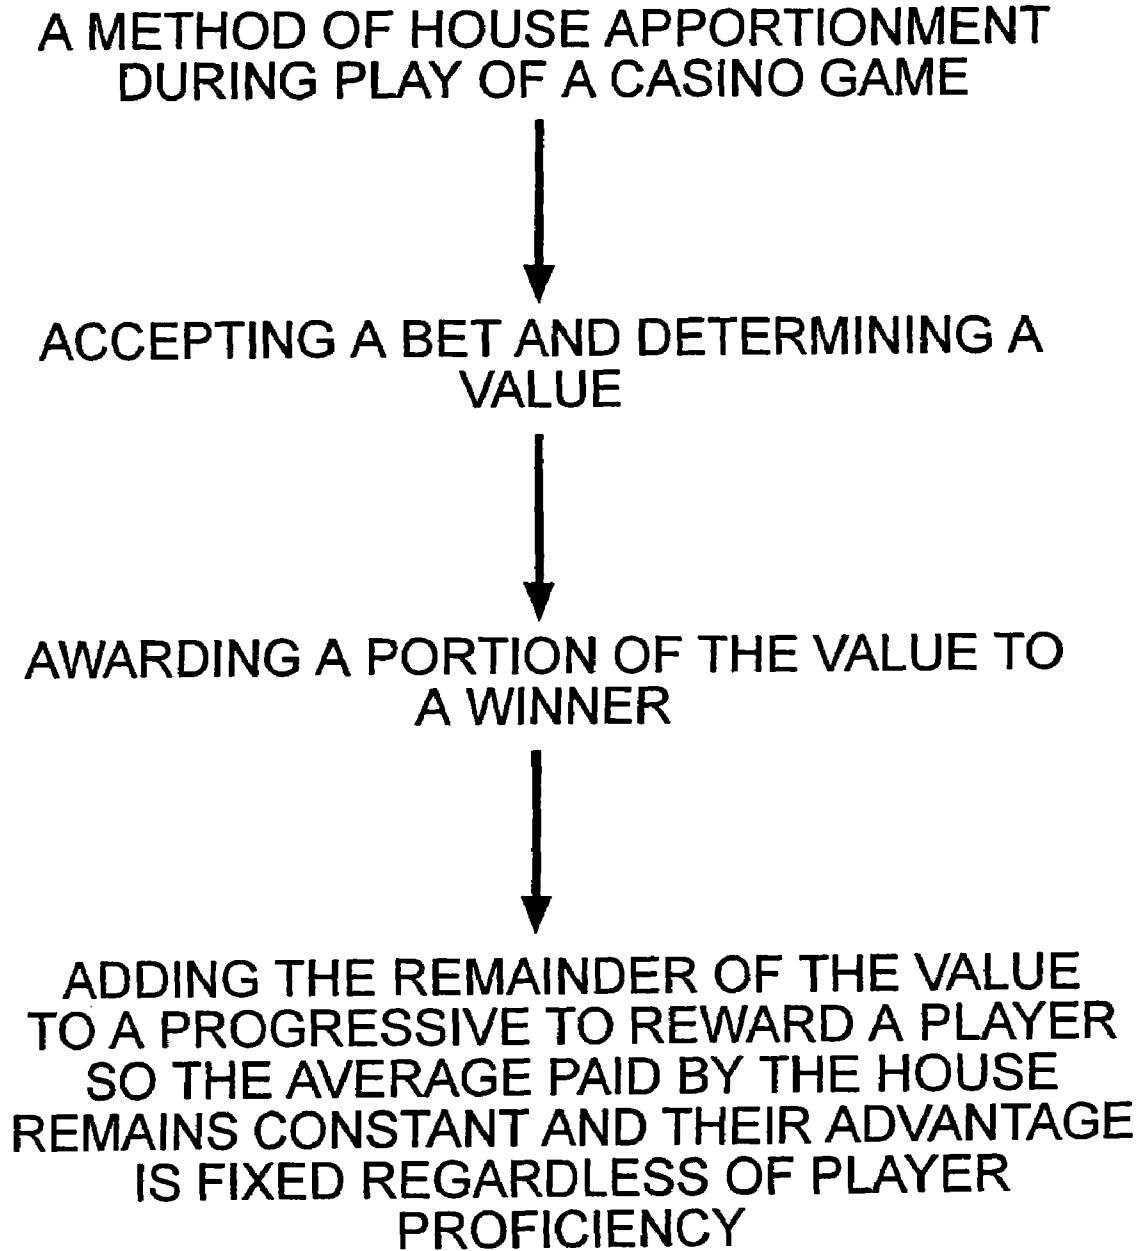 A METHOD OF HOUSE APPORTIONMENT
DURING PLAY OF A CASINO GAME
ACCEPTING A BET AND DETERMINING A
VALUE
AWARDING A PORTION OF THE VALUE TO
A WINNER
ADDING THE REMAINDER OF THE VALUE
TO A PROGRESSIVE TO REWARD A PLAYER
SO THE AVERAGE PAID BY THE HOUSE
REMAINS CONSTANT AND THEIR ADVANTAGE
IS FIXED REGARDLESS OF PLAYER
PROFICIENCY